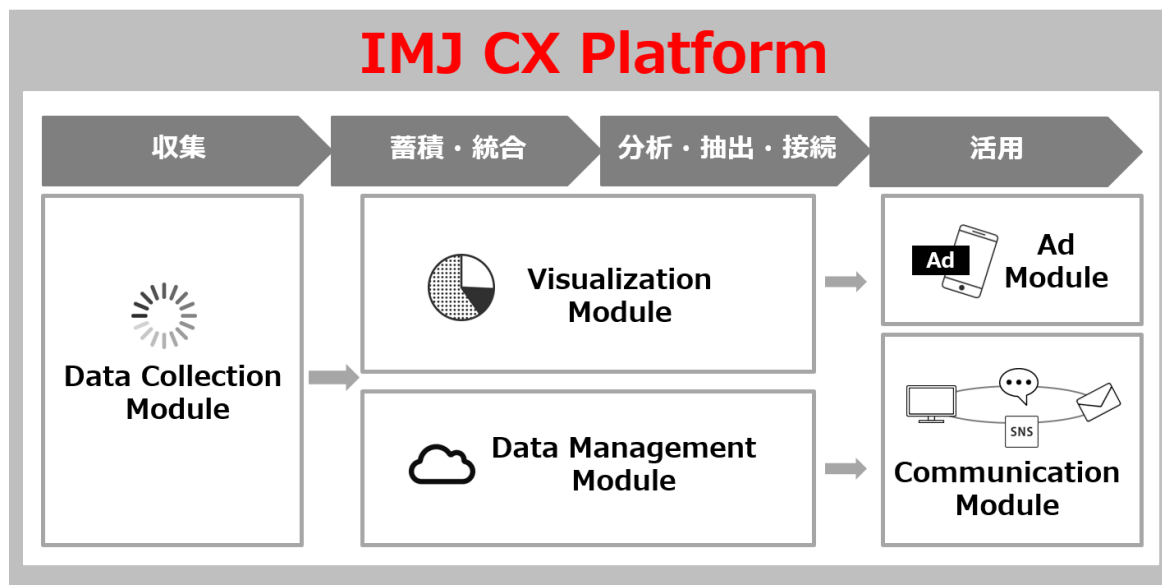 IMJ CX Platform
収集
蓄積・統合
分析・抽出・接続
活用
Data Collection
Module
Visualization
Module
Data Management
Module
Ad
Ad
Module
SNS
Communication
Module